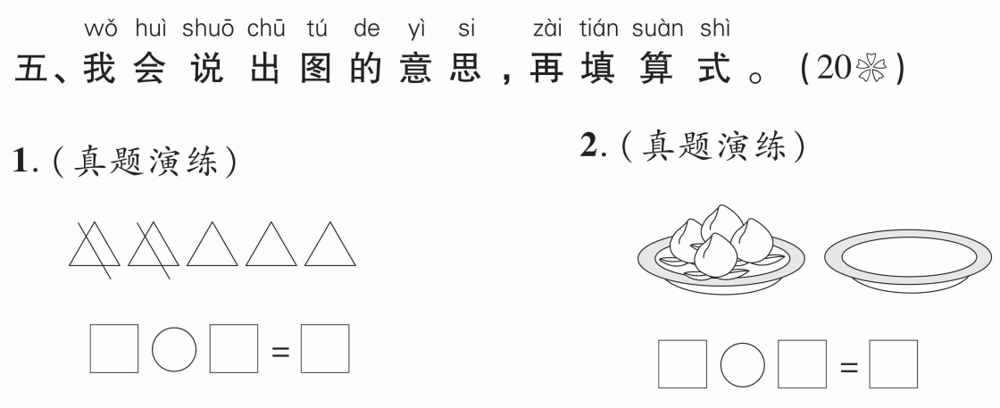 wǒ huì shuō chū tú de yì si zài tián suàn shì
五、我会说出图的意思,再填算式。(20)
1.(真题演练)
2.(真题演练)
=
=